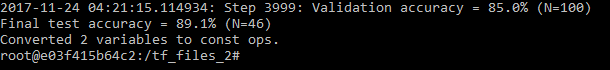 2017-11-24 04:21:15.114934: Step 3999: Validation accuracy = 85.0% (N=100)
Final test accuracy = 89.1% (N=46)
Converted 2 variables to const ops.
root@e03f415b64c2:/tf_files_2#